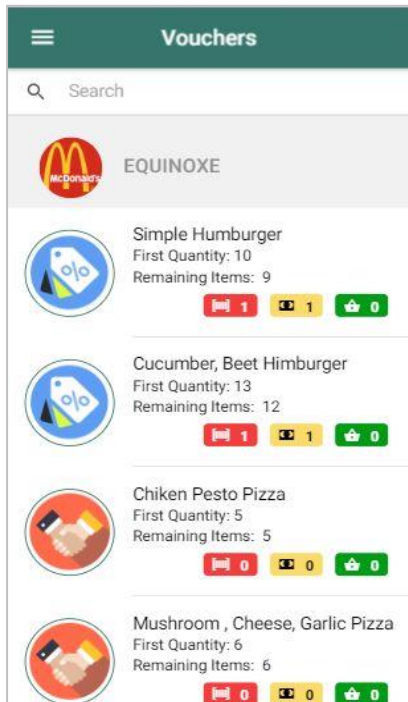 Vouchers
Search
McDonald's
EQUINOXE
Simple Humburger
First Quantity: 10
Remaining Items: 9
1 1 0
%
Cucumber, Beet Himburger
First Quantity: 13
Remaining Items: 12
1 1 0
%
Chiken Pesto Pizza
First Quantity: 5
Remaining Items: 5
0 0 0
Mushroom , Cheese, Garlic Pizza
First Quantity: 6
Remaining Items: 6
0 0 0